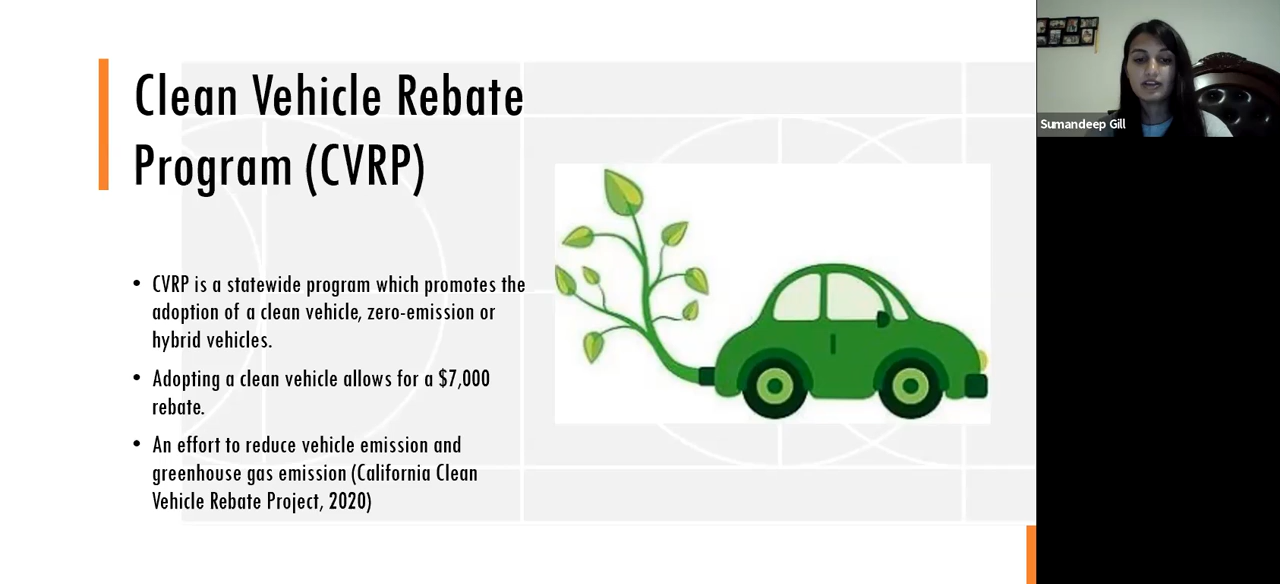 Clean Vehicle Rebate
Program (CVRP)
• CVRP is a statewide program which promotes the
adoption of a clean vehicle, zero-emission or
hybrid vehicles.
• Adopting a clean vehicle allows for a $7,000
rebate.
• An effort to reduce vehicle emission and
greenhouse gas emission (California Clean
Vehicle Rebate Project, 2020)
Sumandeep Gill